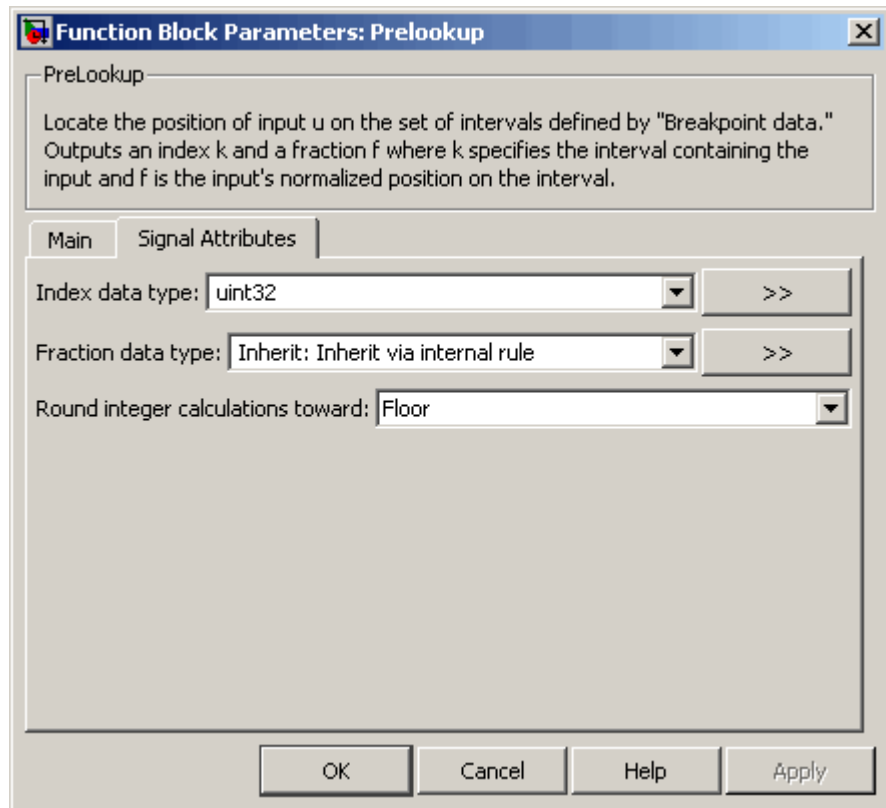 Function Block Parameters: Prelookup
PreLookup
Locate the position of input u on the set of intervals defined by "Breakpoint data."
Outputs an index k and a fraction f where k specifies the interval containing the
input and f is the input's normalized position on the interval.
Main Signal Attributes
Index data type: uint32 >>
Fraction data type: Inherit: Inherit via internal rule >>
Round integer calculations toward: Floor
OK Cancel Help Apply